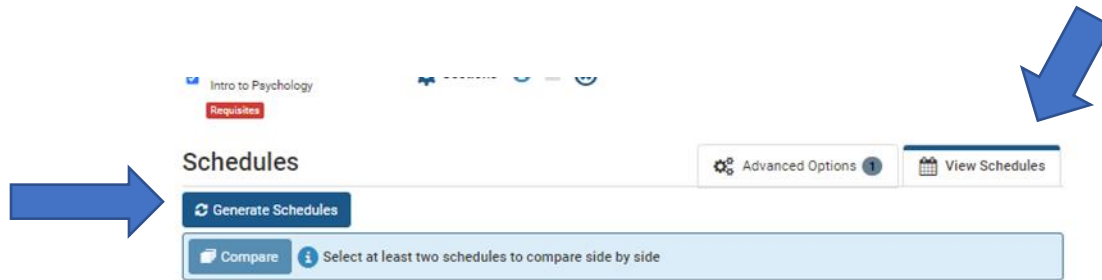 Intro to Psychology
Requisites
Schedules
Advanced Options 1
View Schedules
Generate Schedules
Compare
Select at least two schedules to compare side by side